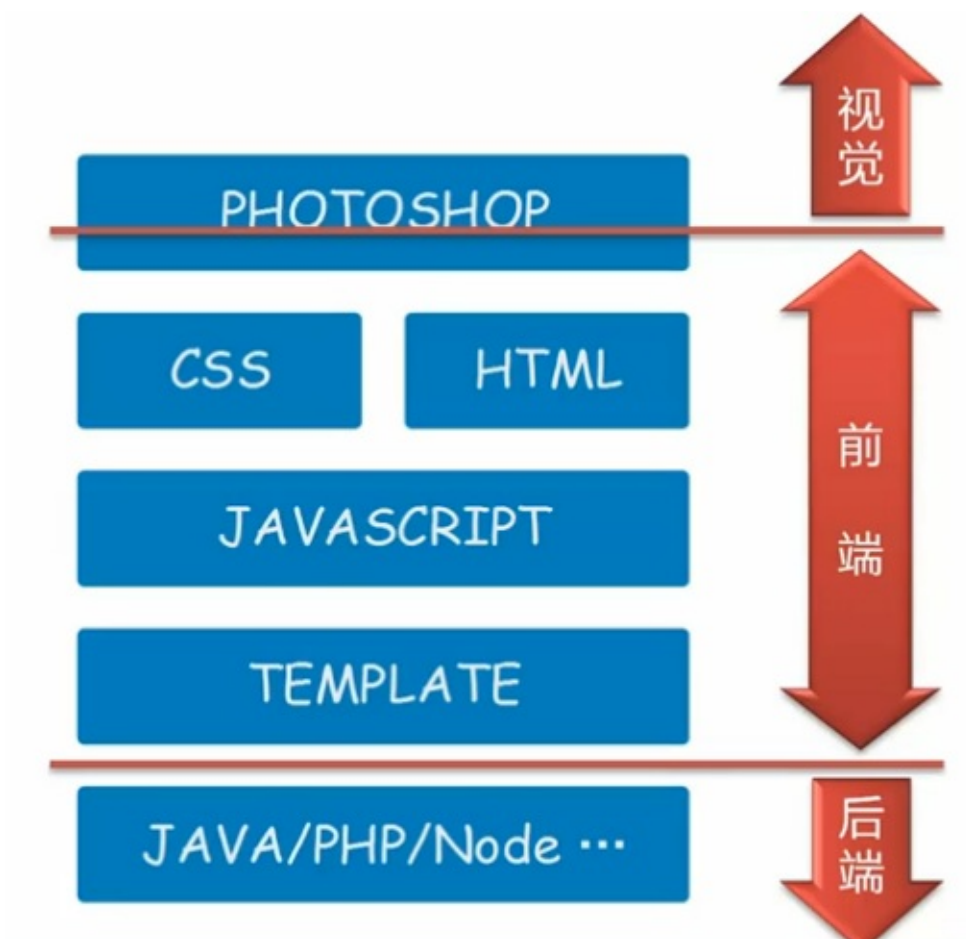 视觉
PHOTOSHOP
CSS
HTML
前端
JAVASCRIPT
TEMPLATE
JAVA/PHP/Node ···
后端